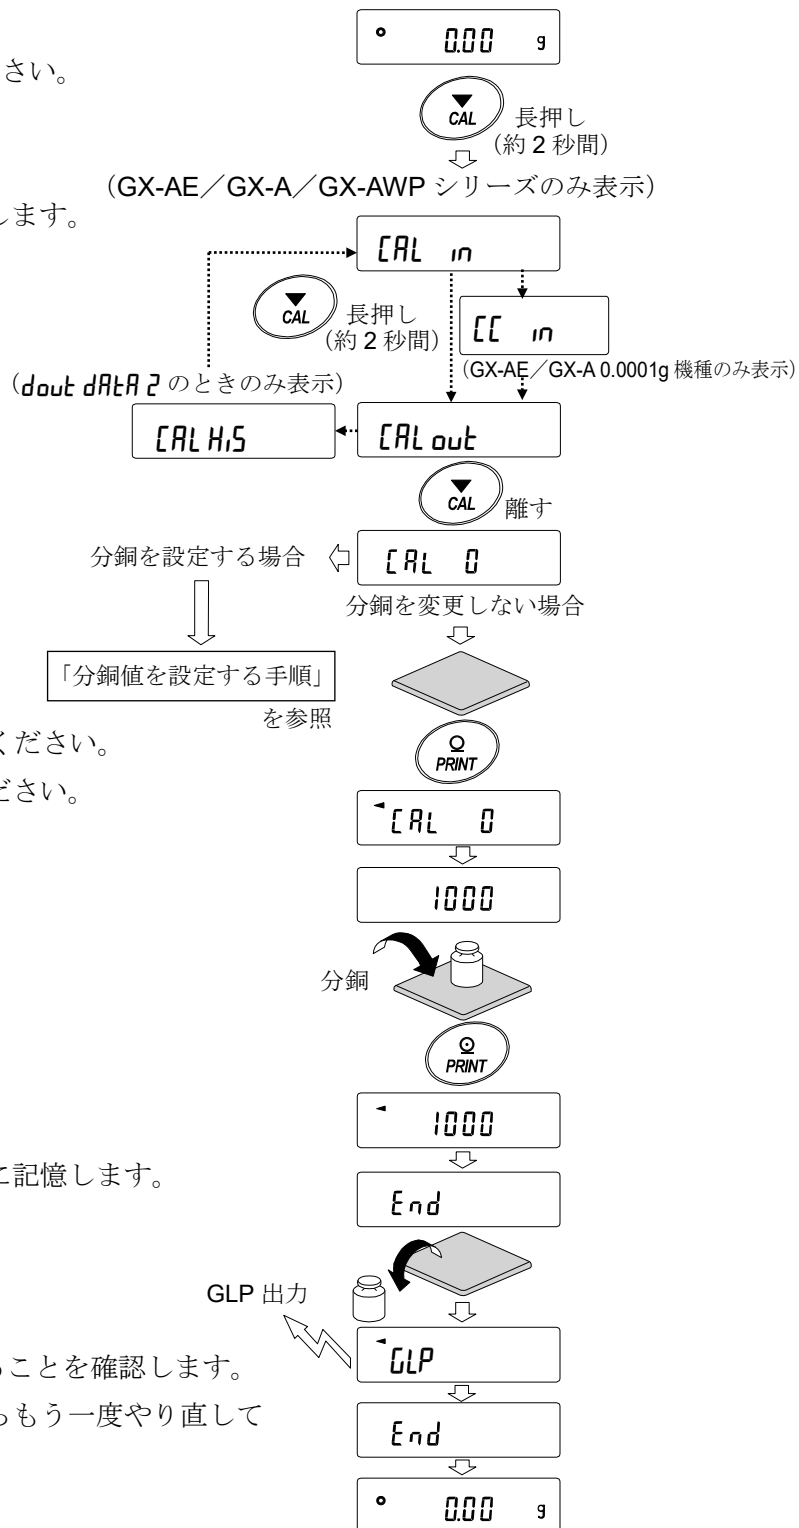 0.00 g
さい。
CAL 長押し
（約 2 秒間）
（GX-AE／GX-A／GX-AWP シリーズのみ表示）
します。
CAL in
CAL 長押し
（約 2 秒間）
CC in
（GX-AE／GX-A 0.0001g 機種のみ表示）
（dout dAtA 2 のときのみ表示）
CAL HiS
CAL out
CAL 離す
分銅を設定する場合
CAL 0
分銅を変更しない場合
「分銅値を設定する手順」
を参照
ください。
PRINT
ださい。
CAL 0
1000
分銅
PRINT
1000
に記憶します。
End
GLP 出力
GLP
ることを確認します。
らもう一度やり直して
End
0.00 g